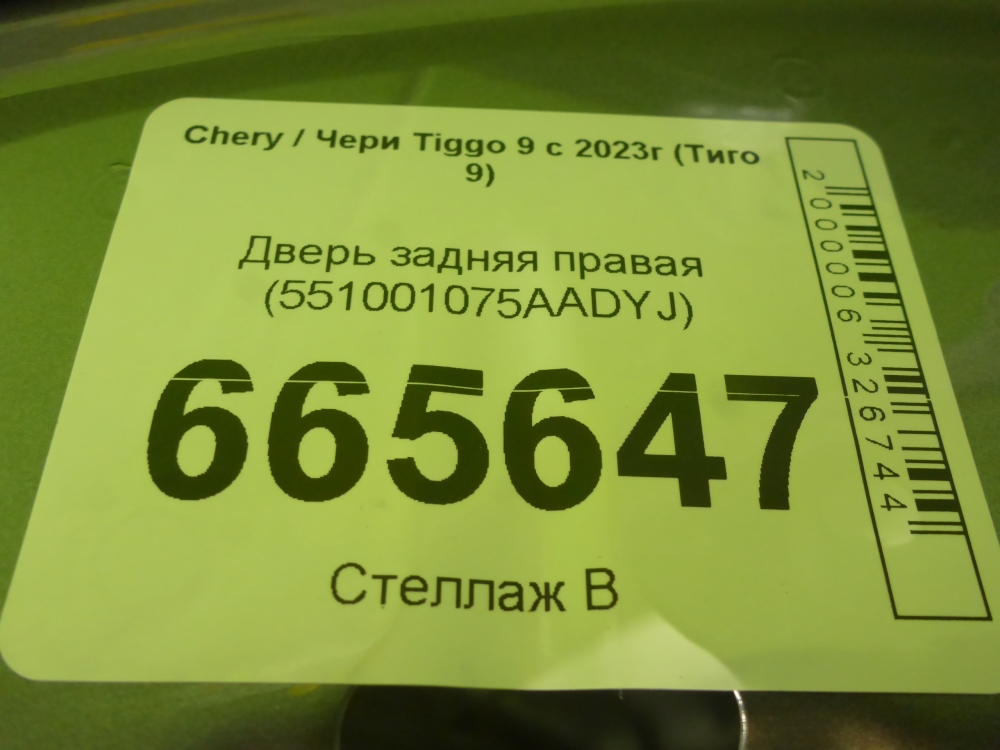 Chery / Чери Tiggo 9 с 2023г (Тиго
9)
Дверь задняя правая
(551001075AADYJ)
665647
Стеллаж В
2000006326744